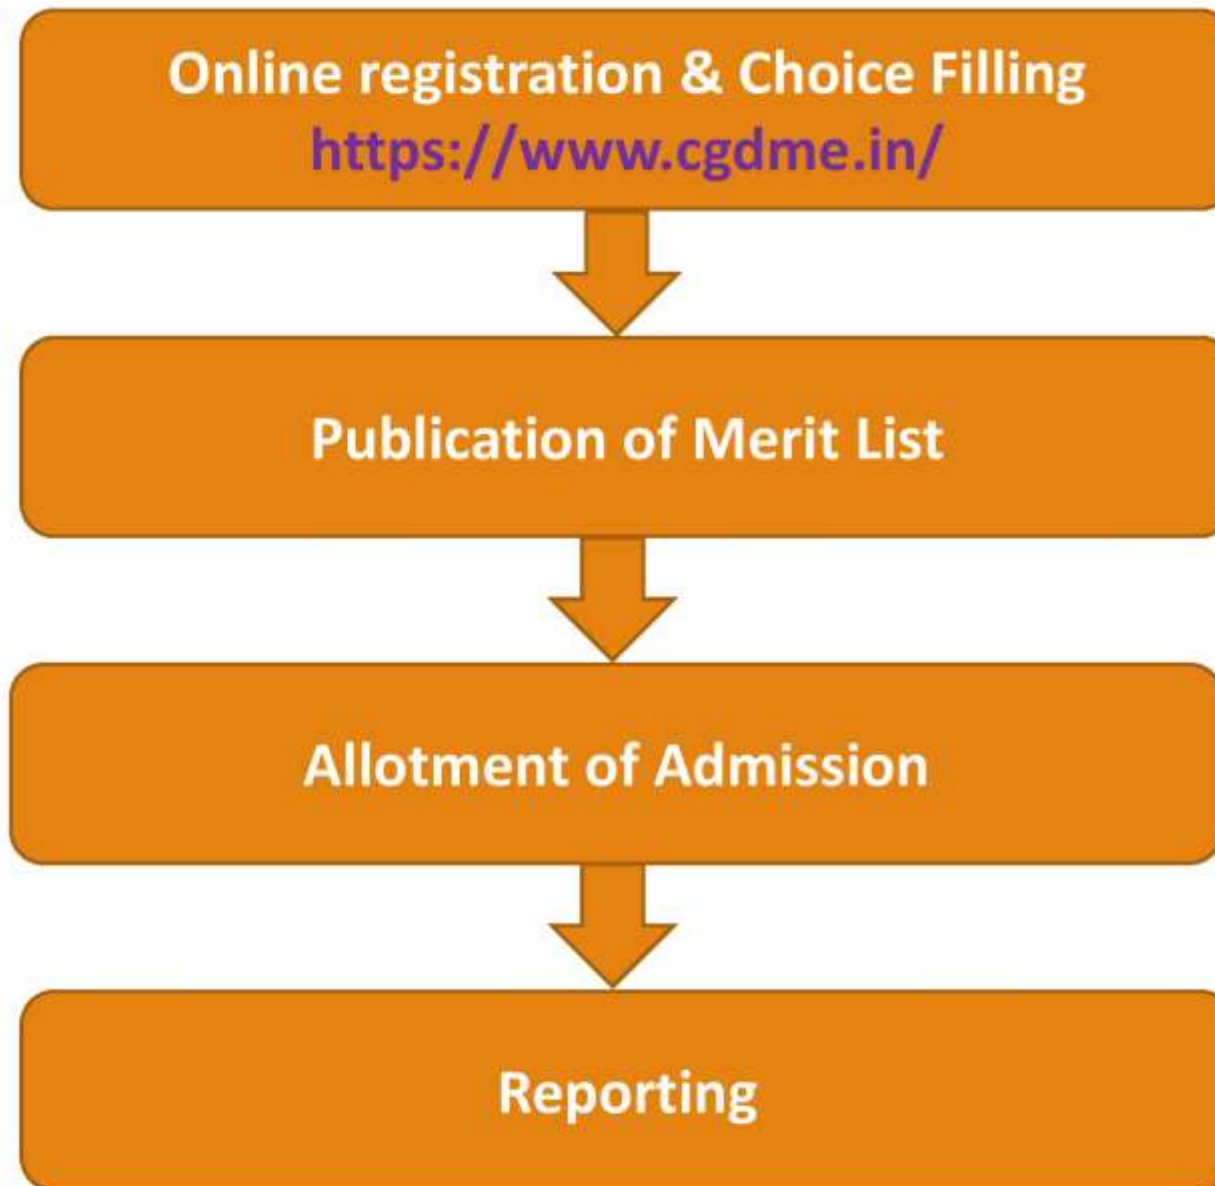 Online registration & Choice Filling
https://www.cgdme.in/
Publication of Merit List
Allotment of Admission
Reporting